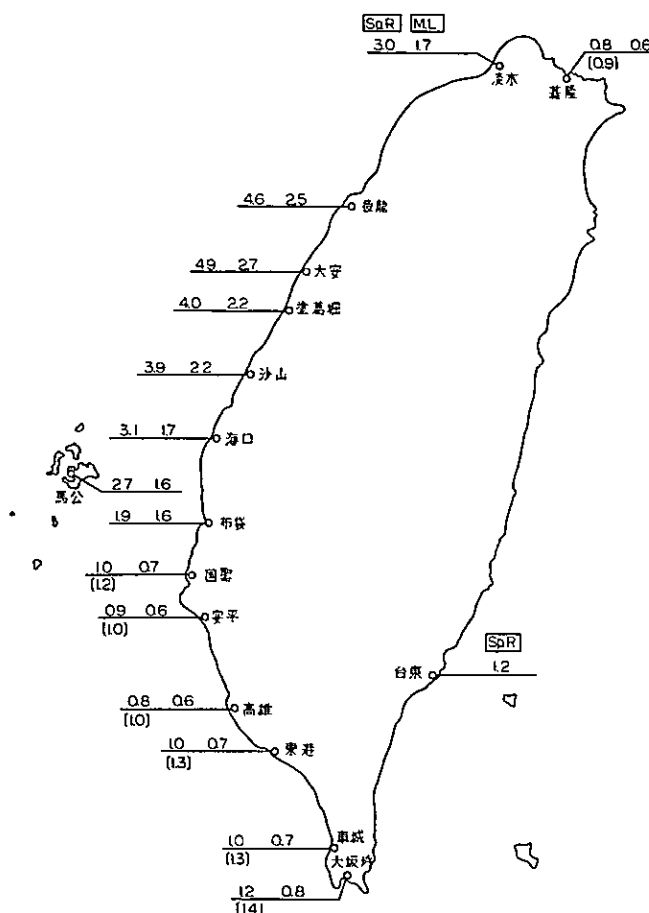 SpR M.L
3.0 1.7
淡水
0.8 0.6
(0.9)
基隆
4.6 2.5
後龍
4.9 2.7
大安
4.0 2.2
塗葛堀
3.9 2.2
沙山
3.1 1.7
海口
2.7 1.6
馬公
1.9 1.6
布袋
1.0 0.7
(1.2)
国聖
0.9 0.6
(1.0)
安平
SpR
1.2
台東
0.8 0.6
(1.0)
高雄
1.0 0.7
(1.3)
東港
1.0 0.7
(1.3)
車城
大坂埒
1.2 0.8
(1.4)